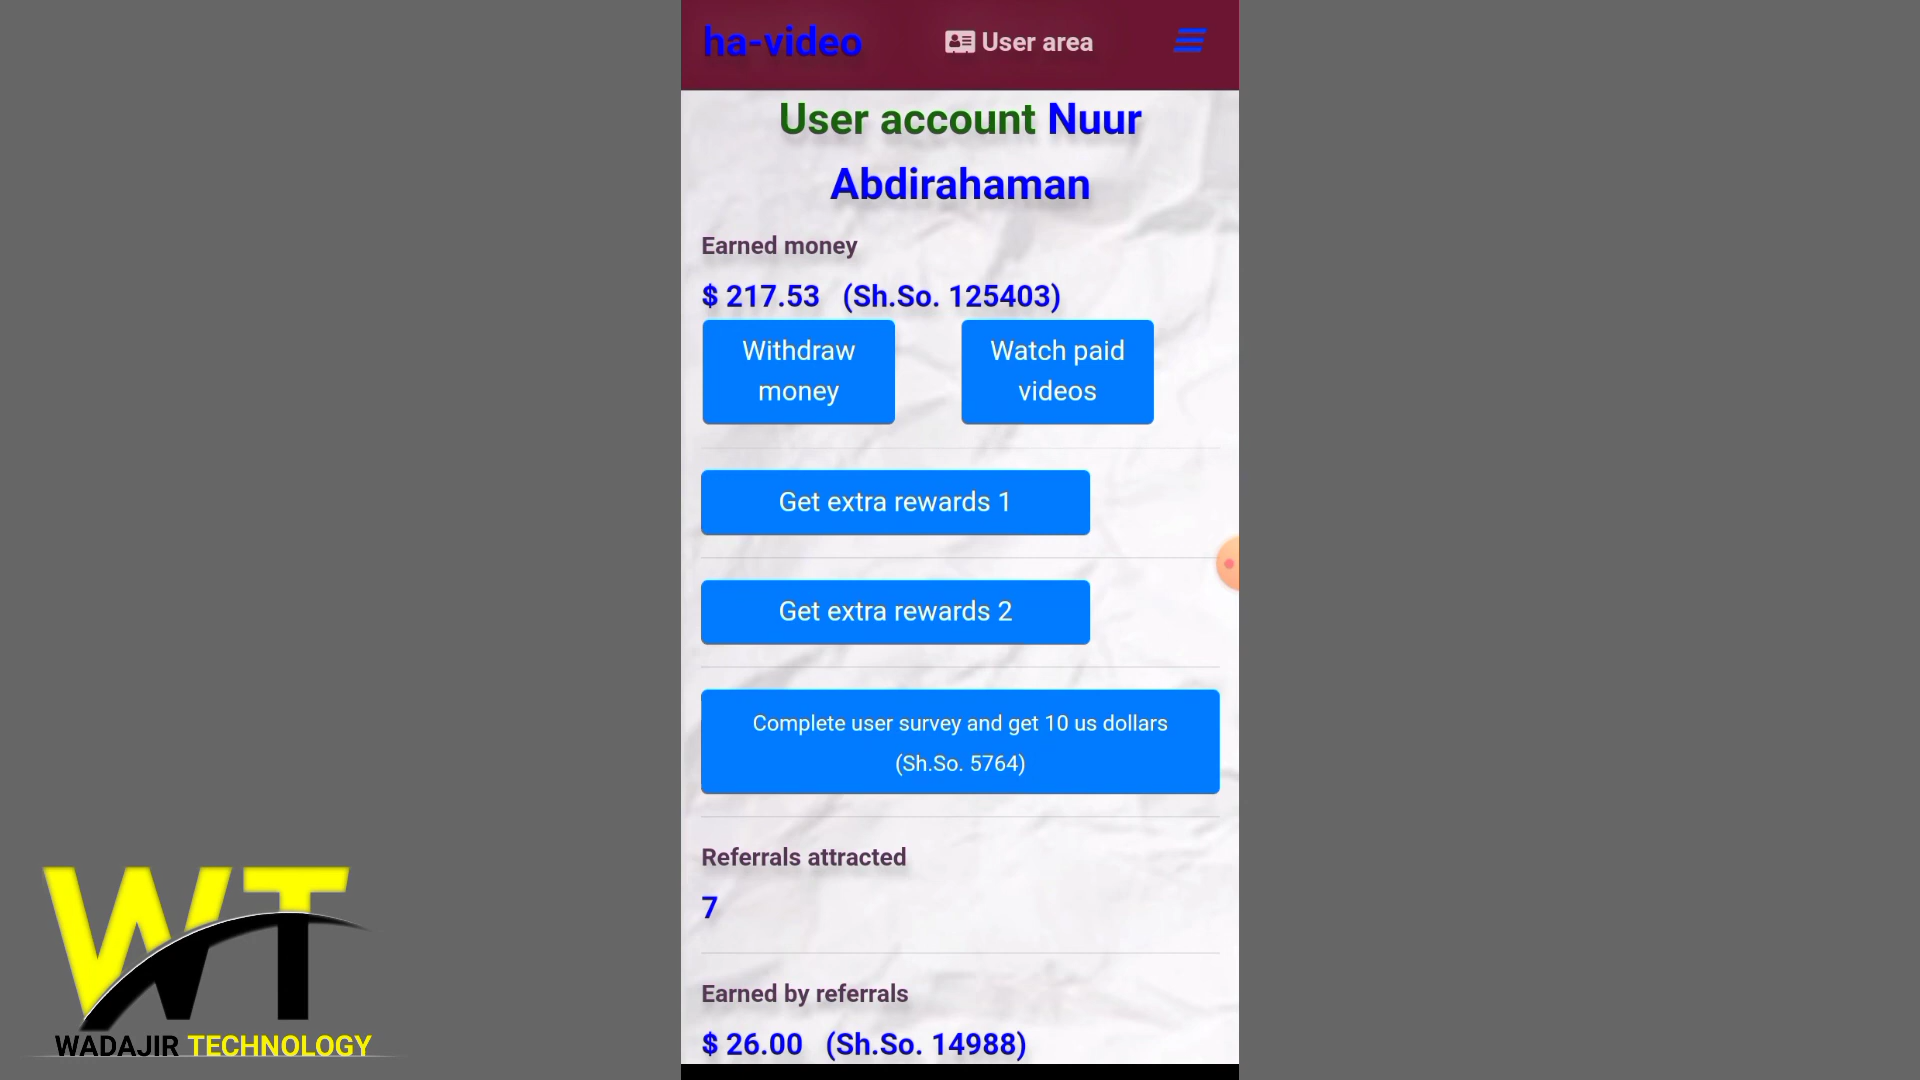 ha-video
User area
User account Nuur
Abdirahaman
Earned money
$ 217.53 (Sh.So. 125403)
Withdraw
money
Watch paid
videos
Get extra rewards 1
Get extra rewards 2
Complete user survey and get 10 us dollars
(Sh.So. 5764)
Referrals attracted
7
Earned by referrals
$ 26.00 (Sh.So. 14988)
WT
WADAJIR TECHNOLOGY